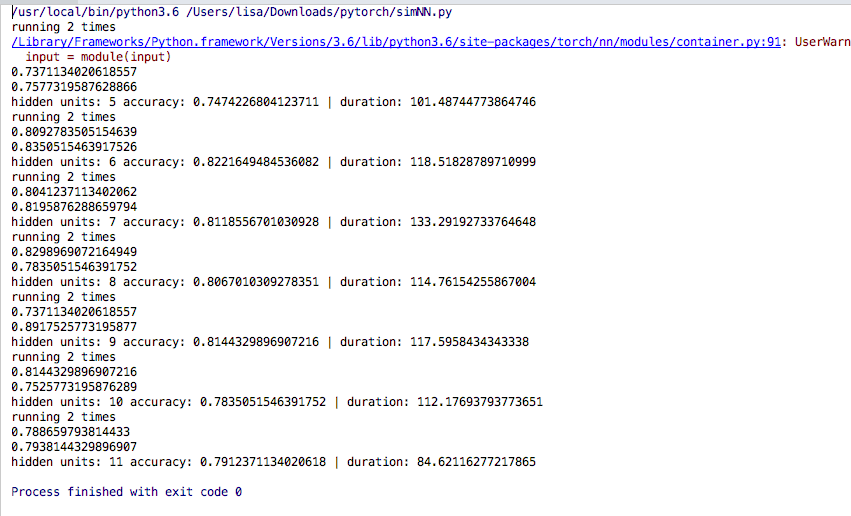 /usr/local/bin/python3.6 /Users/lisa/Downloads/pytorch/simNN.py
running 2 times
/Library/Frameworks/Python.framework/Versions/3.6/lib/python3.6/site-packages/torch/nn/modules/container.py:91: UserWarn
input = module(input)
0.7371134020618557
0.7577319587628866
hidden units: 5 accuracy: 0.7474226804123711 | duration: 101.48744773864746
running 2 times
0.8092783505154639
0.8350515463917526
hidden units: 6 accuracy: 0.8221649484536082 | duration: 118.51828789710999
running 2 times
0.8041237113402062
0.8195876288659794
hidden units: 7 accuracy: 0.8118556701030928 | duration: 133.29192733764648
running 2 times
0.8298969072164949
0.7835051546391752
hidden units: 8 accuracy: 0.8067010309278351 | duration: 114.76154255867004
running 2 times
0.7371134020618557
0.8917525773195877
hidden units: 9 accuracy: 0.8144329896907216 | duration: 117.5958434343338
running 2 times
0.8144329896907216
0.7525773195876289
hidden units: 10 accuracy: 0.7835051546391752 | duration: 112.17693793773651
running 2 times
0.788659793814433
0.7938144329896907
hidden units: 11 accuracy: 0.7912371134020618 | duration: 84.62116277217865
Process finished with exit code 0